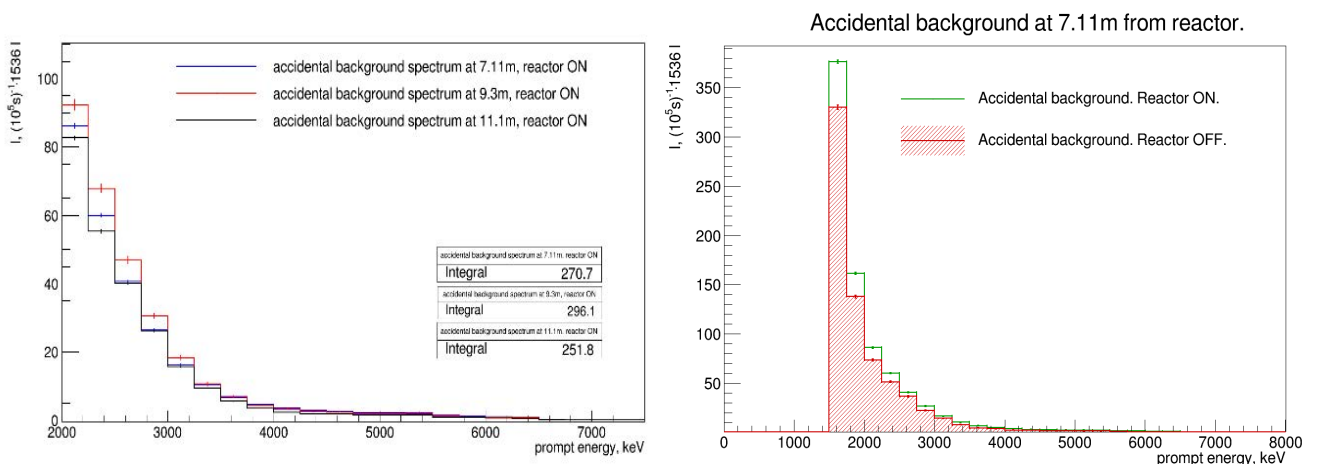 I, (10⁵s)⁻¹·1536 l
100
80
60
40
20
0
2000 3000 4000 5000 6000 7000
prompt energy, keV
accidental background spectrum at 7.11m, reactor ON
accidental background spectrum at 9.3m, reactor ON
accidental background spectrum at 11.1m, reactor ON
accidental background spectrum at 7.11m, reactor ON
Integral 270.7
accidental background spectrum at 9.3m, reactor ON
Integral 296.1
accidental background spectrum at 11.1m, reactor ON
Integral 251.8
Accidental background at 7.11m from reactor.
I, (10⁵s)⁻¹·1536 l
350
300
250
200
150
100
50
0 1000 2000 3000 4000 5000 6000 7000 8000
prompt energy, keV
Accidental background. Reactor ON.
Accidental background. Reactor OFF.